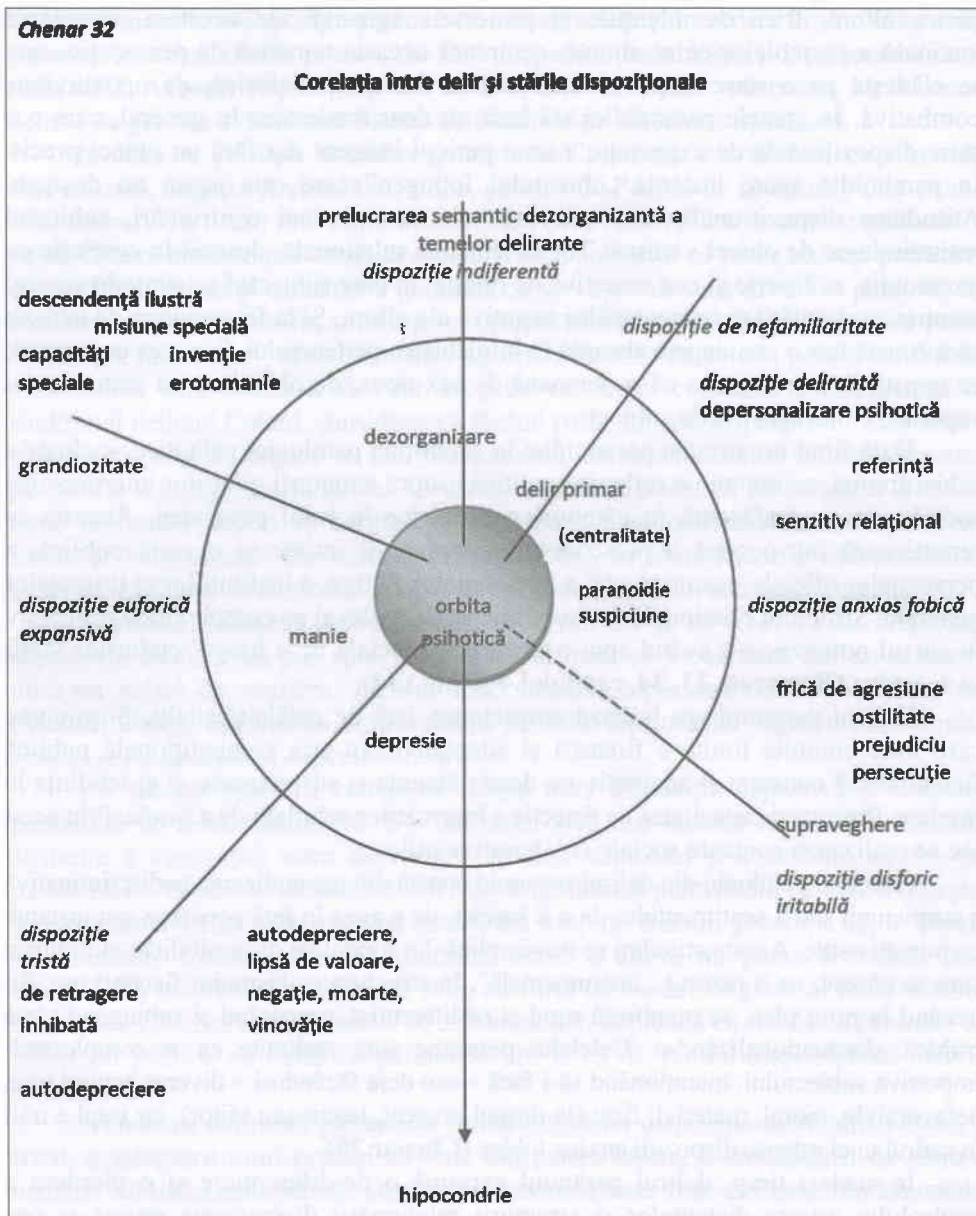 Chenar 32
Corelația între delir și stările dispoziționale
prelucrarea semantic dezorganizantă a
temelor delirante
dispoziție indiferentă
descendență ilustră
misiune specială
capacități invenție
speciale erotomanie
dispoziție de nefamiliaritate
dispoziție delirantă
depersonalizare psihotică
dezorganizare
grandiozitate
referință
delir primar
senzitiv relațional
(centralitate)
paranoidie
suspiciune
dispoziție anxios fobică
dispoziție euforică
expansivă
orbita
psihotică
manie
frică de agresiune
ostilitate
prejudiciu
persecuție
depresie
supraveghere
dispoziție disforic
iritabilă
dispoziție
tristă
de retragere
inhibată
autodepreciere
autodepreciere,
lipsă de valoare,
negație, moarte,
vinovăție
hipocondrie